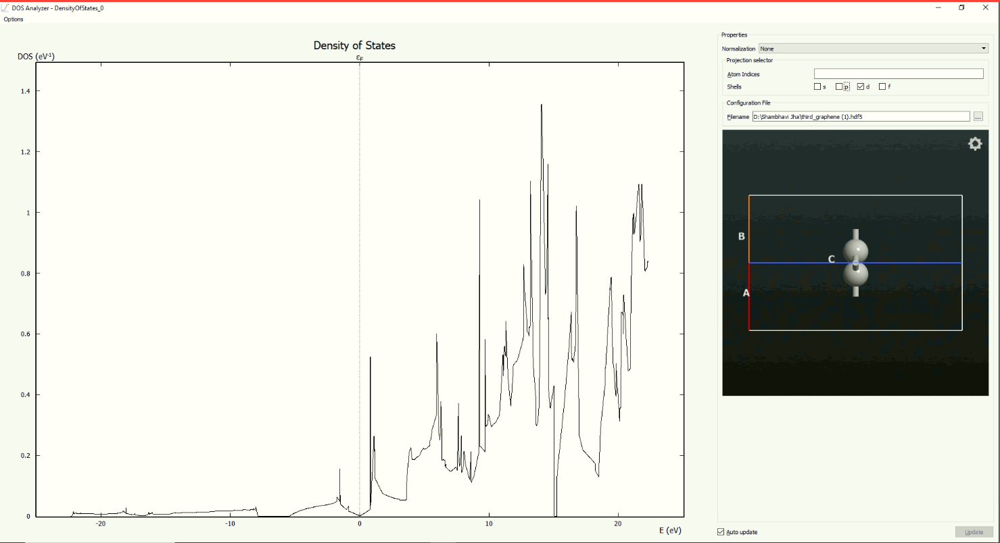 DOS Analyzer - DensityOfStates_0
Options
Density of States
DOS (eV⁻¹)
εF
1.4
1.2
1
0.8
0.6
0.4
0.2
0
-20
-10
0
10
20
E (eV)
Properties
Normalization None
Projection selector
Atom Indices
Shells s p d f
Configuration File
Filename D:\Shambhavi Jha\third_graphene (1).hdf5 ...
B
C
A
Auto update Update